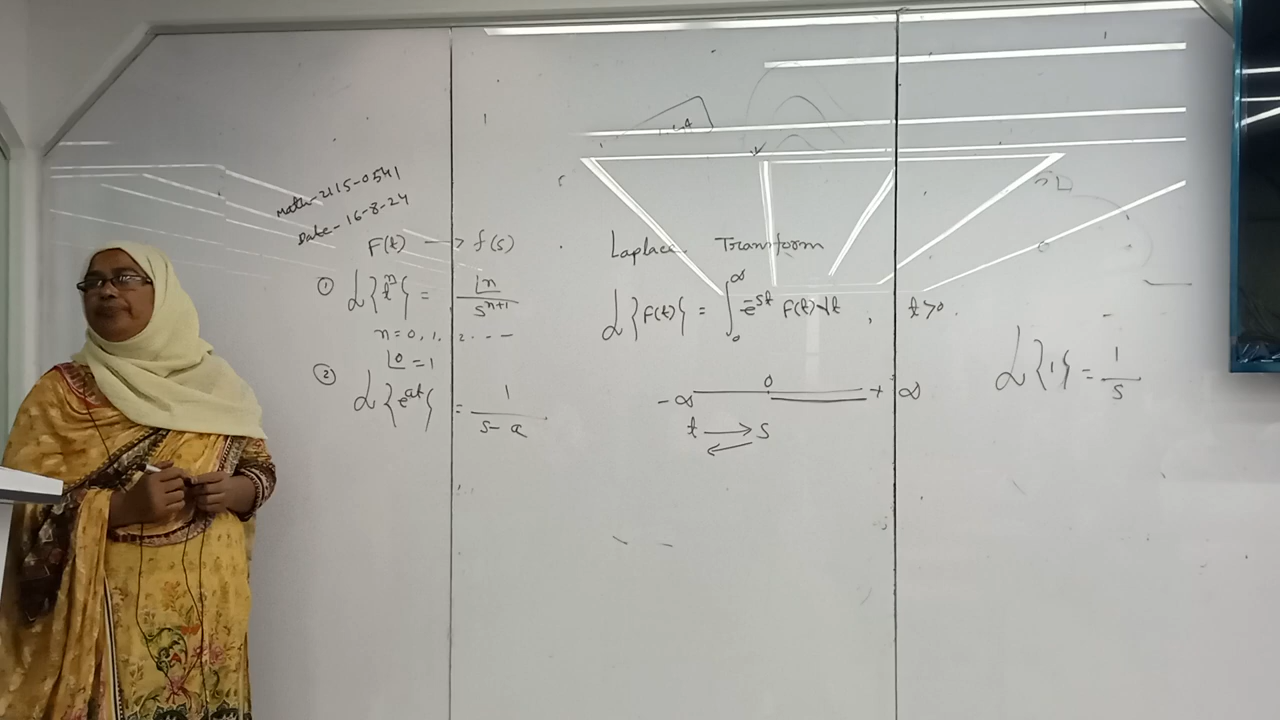 Math-2115-0541
Date-16-8-24
F(t) → f(s)
① L{tⁿ} = ⌊n / sⁿ⁺¹
n=0, 1, 2 . . . -
⌊0 = 1
② L{eᵃᵗ} = 1 / s-a
Laplace Transform
L{F(t)} = ∫₀^∞ e^-st F(t) dt , t>0.
-∞ 0 + ∞
t ⇄ s
L{1} = 1 / s